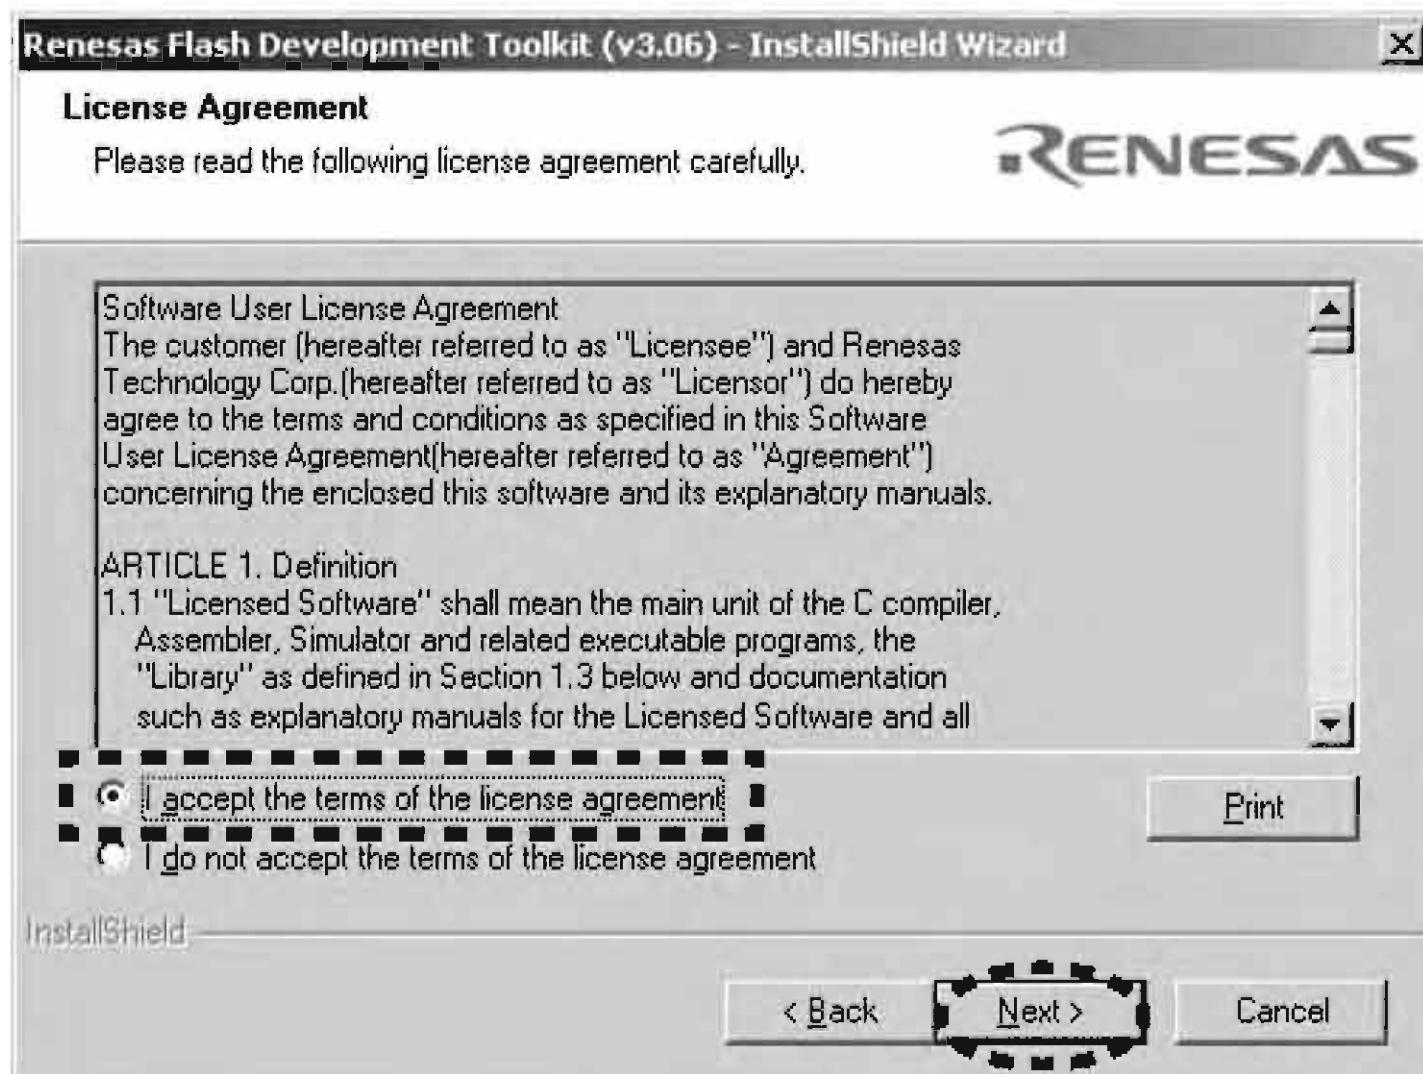 Renesas Flash Development Toolkit (v3.06) - InstallShield Wizard
License Agreement
Please read the following license agreement carefully.
RENESAS
Software User License Agreement
The customer (hereafter referred to as "Licensee") and Renesas
Technology Corp.(hereafter referred to as "Licensor") do hereby
agree to the terms and conditions as specified in this Software
User License Agreement(hereafter referred to as "Agreement")
concerning the enclosed this software and its explanatory manuals.
ARTICLE 1. Definition
1.1 "Licensed Software" shall mean the main unit of the C compiler,
Assembler, Simulator and related executable programs, the
"Library" as defined in Section 1.3 below and documentation
such as explanatory manuals for the Licensed Software and all
I accept the terms of the license agreement
Print
I do not accept the terms of the license agreement
InstallShield
< Back Next > Cancel